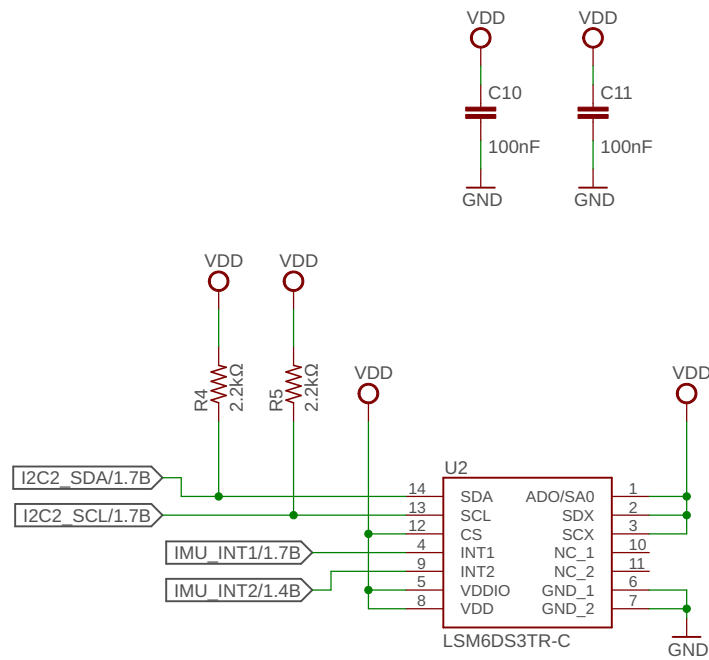 VDD VDD
C10 C11
100nF 100nF
GND GND
VDD VDD
R4 2.2kΩ R5 2.2kΩ
VDD VDD
U2
I2C2_SDA/1.7B 14 SDA ADO/SA0 1
I2C2_SCL/1.7B 13 SCL SDX 2
12 CS SCX 3
IMU_INT1/1.7B 4 INT1 NC_1 10
IMU_INT2/1.4B 9 INT2 NC_2 11
5 VDDIO GND_1 6
8 VDD GND_2 7
LSM6DS3TR-C GND